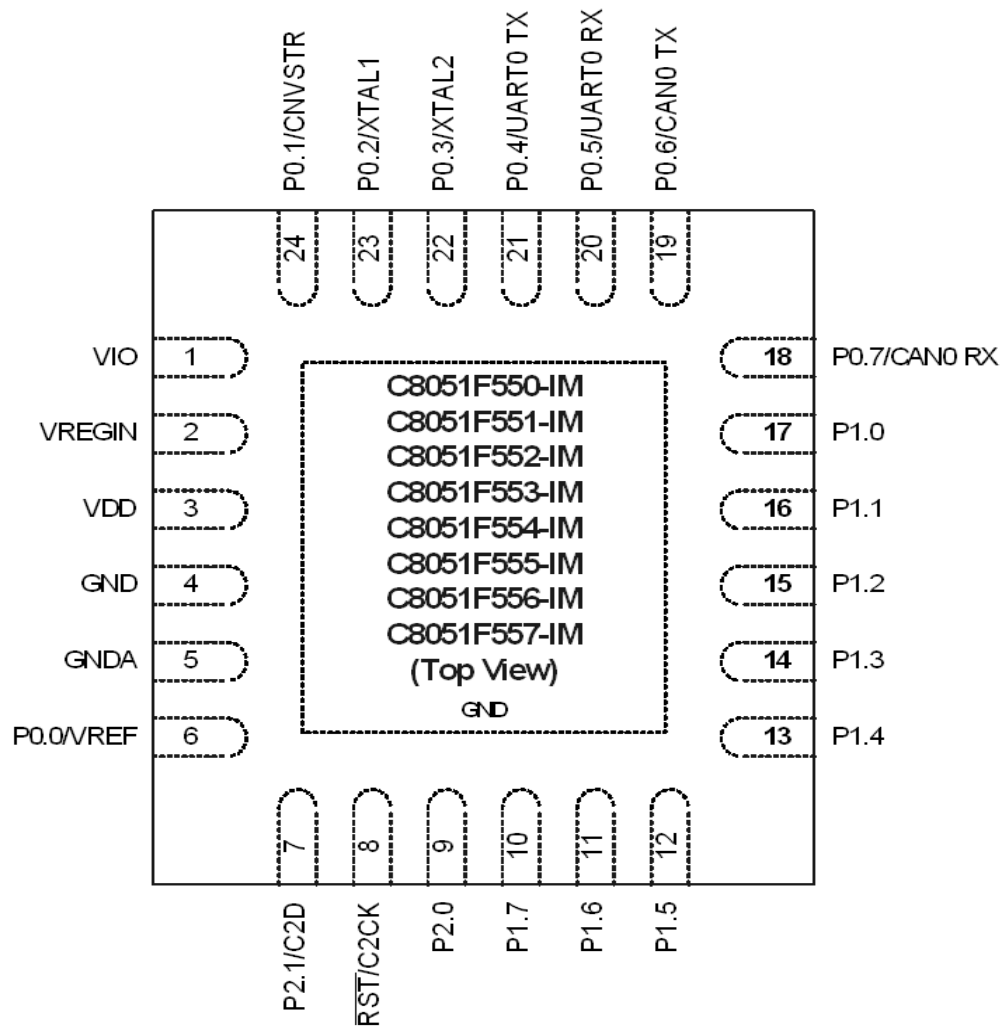 P0.1/CNVSTR
P0.2/XTAL1
P0.3/XTAL2
P0.4/UART0 TX
P0.5/UART0 RX
P0.6/CAN0 TX
24
23
22
21
20
19
VIO 1
VREGIN 2
VDD 3
GND 4
GNDA 5
P0.0/VREF 6
C8051F550-IM
C8051F551-IM
C8051F552-IM
C8051F553-IM
C8051F554-IM
C8051F555-IM
C8051F556-IM
C8051F557-IM
(Top View)
GND
18 P0.7/CAN0 RX
17 P1.0
16 P1.1
15 P1.2
14 P1.3
13 P1.4
7
8
9
10
11
12
P2.1/C2D
RST/C2CK
P2.0
P1.7
P1.6
P1.5